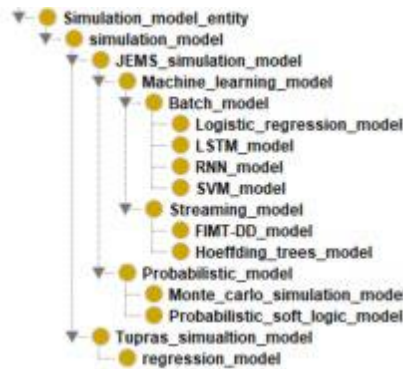 Simulation_model_entity
simulation_model
JEMS_simulation_model
Machine_learning_model
Batch_model
Logistic_regression_model
LSTM_model
RNN_model
SVM_model
Streaming_model
FIMT-DD_model
Hoeffding_trees_model
Probabilistic_model
Monte_carlo_simulation_mode
Probabilistic_soft_logic_model
Tupras_simualtion_model
regression_model